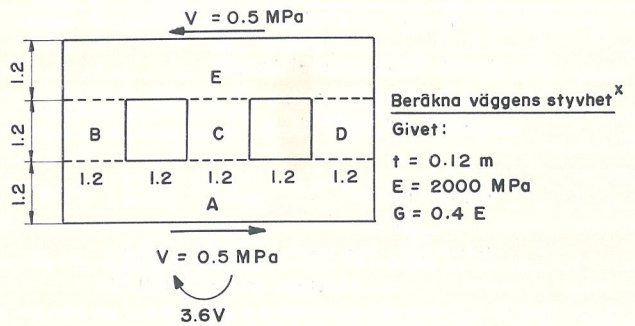 V = 0.5 MPa
1.2
E
1.2
B
C
D
1.2 1.2 1.2 1.2 1.2
1.2
A
V = 0.5 MPa
3.6V
Beräkna väggens styvhet x
Givet:
t = 0.12 m
E = 2000 MPa
G = 0.4 E